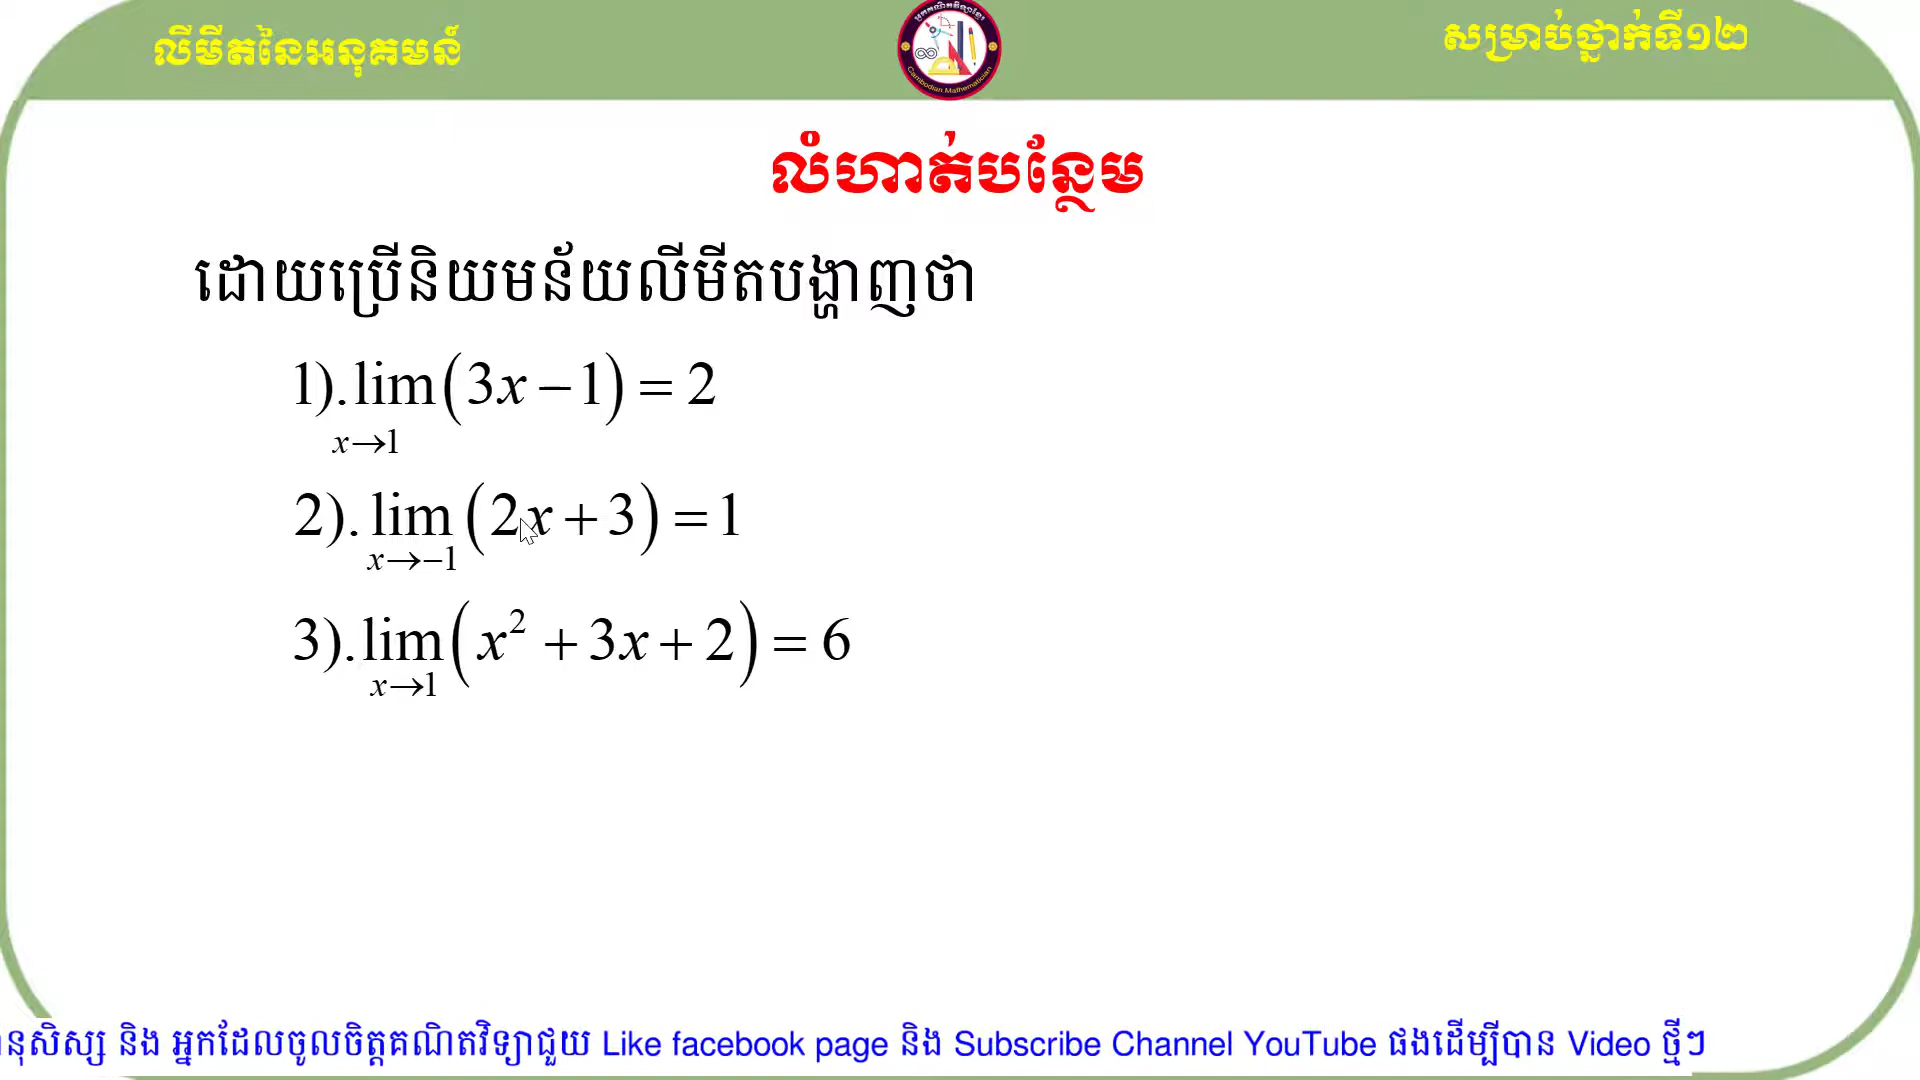 លីមីតនៃអនុគមន៍
សម្រាប់ថ្នាក់ទី១២
Cambodian Mathematician
លំហាត់បន្ថែម
ដោយប្រើនិយមន័យលីមីតបង្ហាញថា
1). lim (3x − 1) = 2
x→1
2). lim (2x + 3) = 1
x→−1
3). lim (x² + 3x + 2) = 6
x→1
នុសិស្ស និង អ្នកដែលចូលចិត្តគណិតវិទ្យាជួយ Like facebook page និង Subscribe Channel YouTube ផងដើម្បីបាន Video ថ្មីៗ